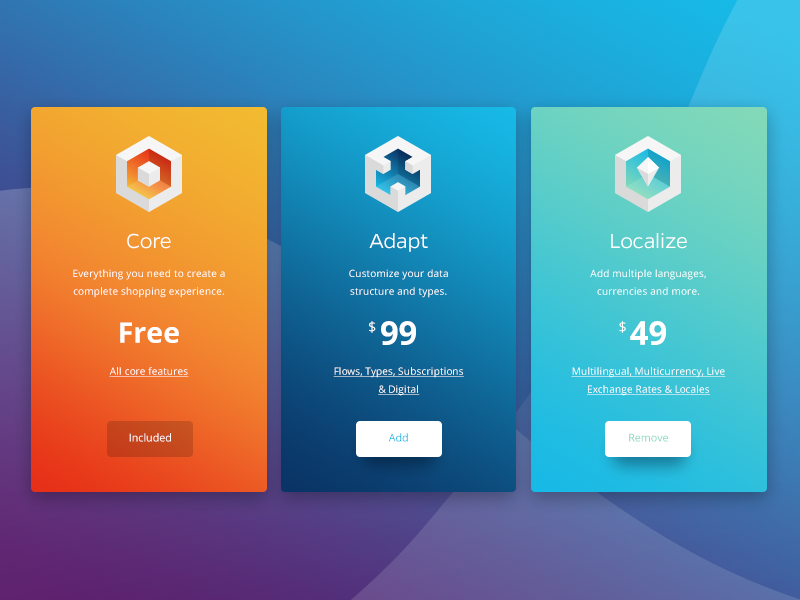 Core
Everything you need to create a
complete shopping experience.
Free
All core features
Included
Adapt
Customize your data
structure and types.
$99
Flows, Types, Subscriptions
& Digital
Add
Localize
Add multiple languages,
currencies and more.
$49
Multilingual, Multicurrency, Live
Exchange Rates & Locales
Remove